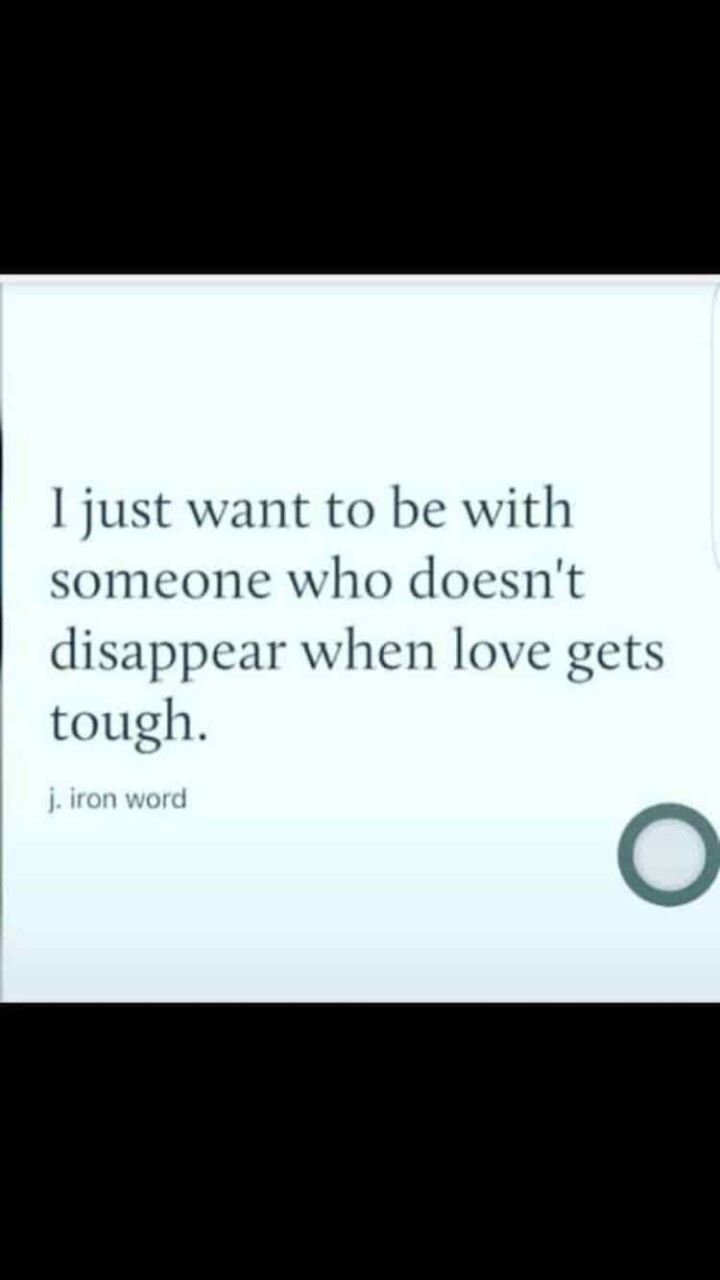 I just want to be with
someone who doesn't
disappear when love gets
tough.
j. iron word